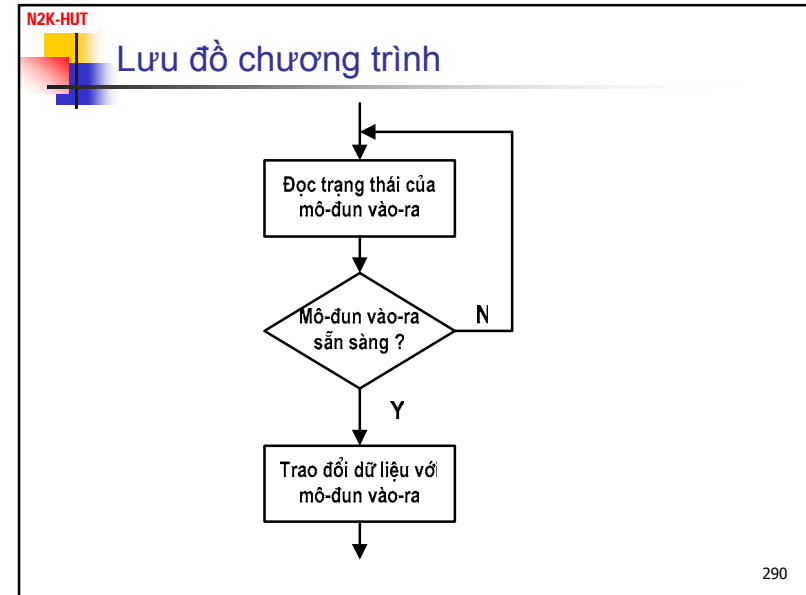 N2K-HUT
Lưu đồ chương trình
Đọc trạng thái của
mô-đun vào-ra
Mô-đun vào-ra
sẵn sàng ?
N
Y
Trao đổi dữ liệu với
mô-đun vào-ra
290